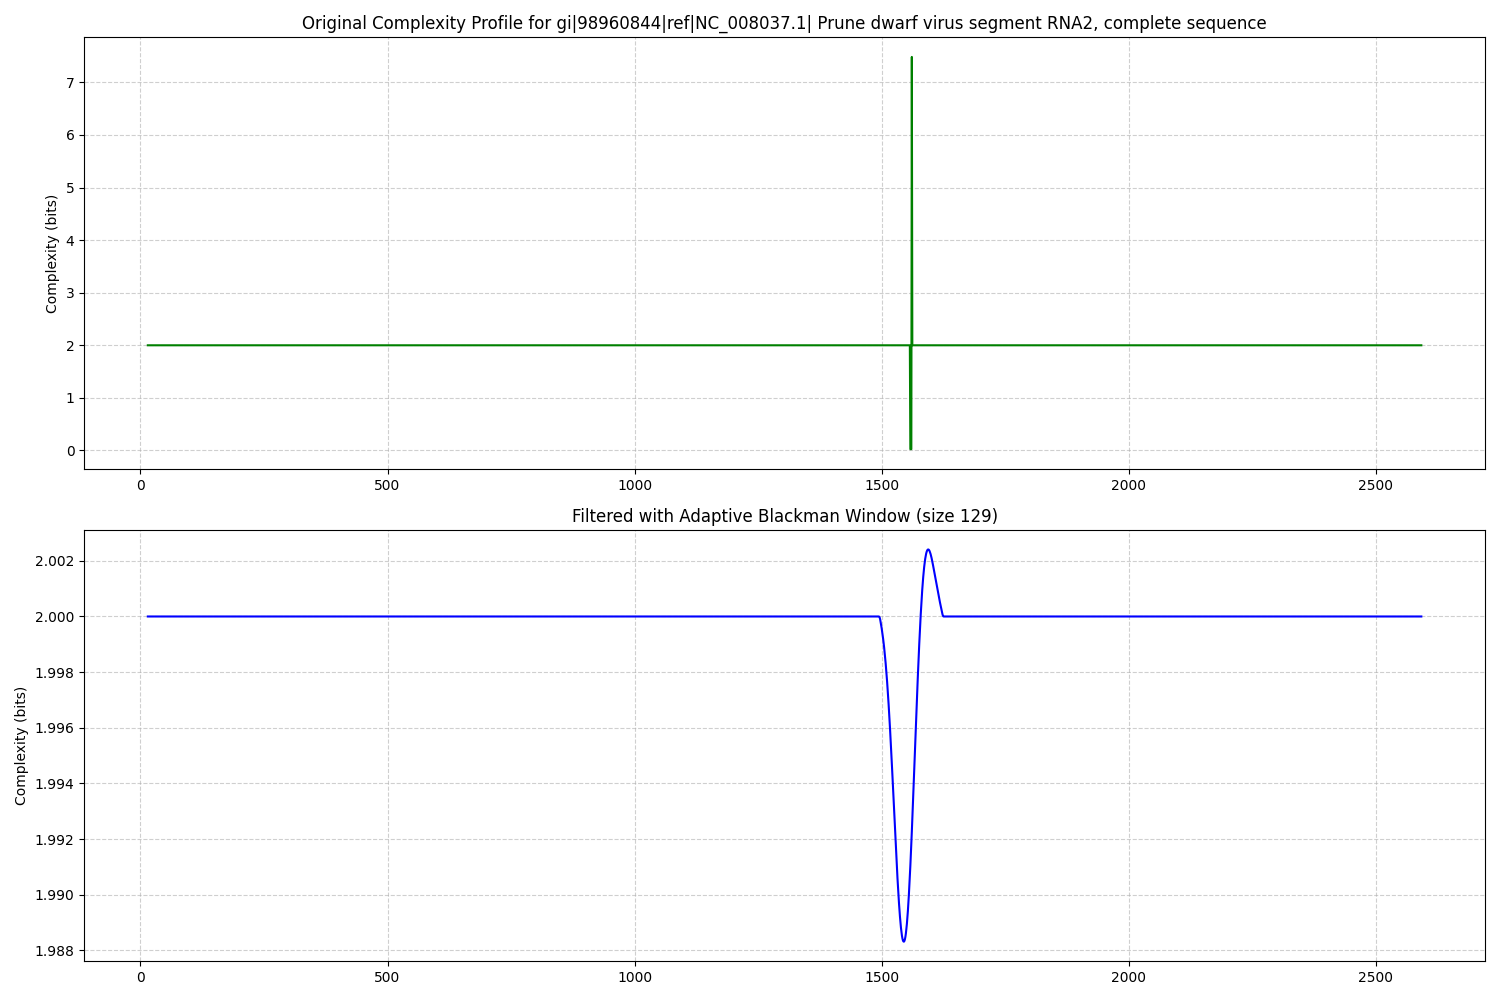 Original Complexity Profile for gi|98960844|ref|NC_008037.1| Prune dwarf virus segment RNA2, complete sequence
Complexity (bits)
7
6
5
4
3
2
1
0
0 500 1000 1500 2000 2500
Filtered with Adaptive Blackman Window (size 129)
Complexity (bits)
2.002
2.000
1.998
1.996
1.994
1.992
1.990
1.988
0 500 1000 1500 2000 2500